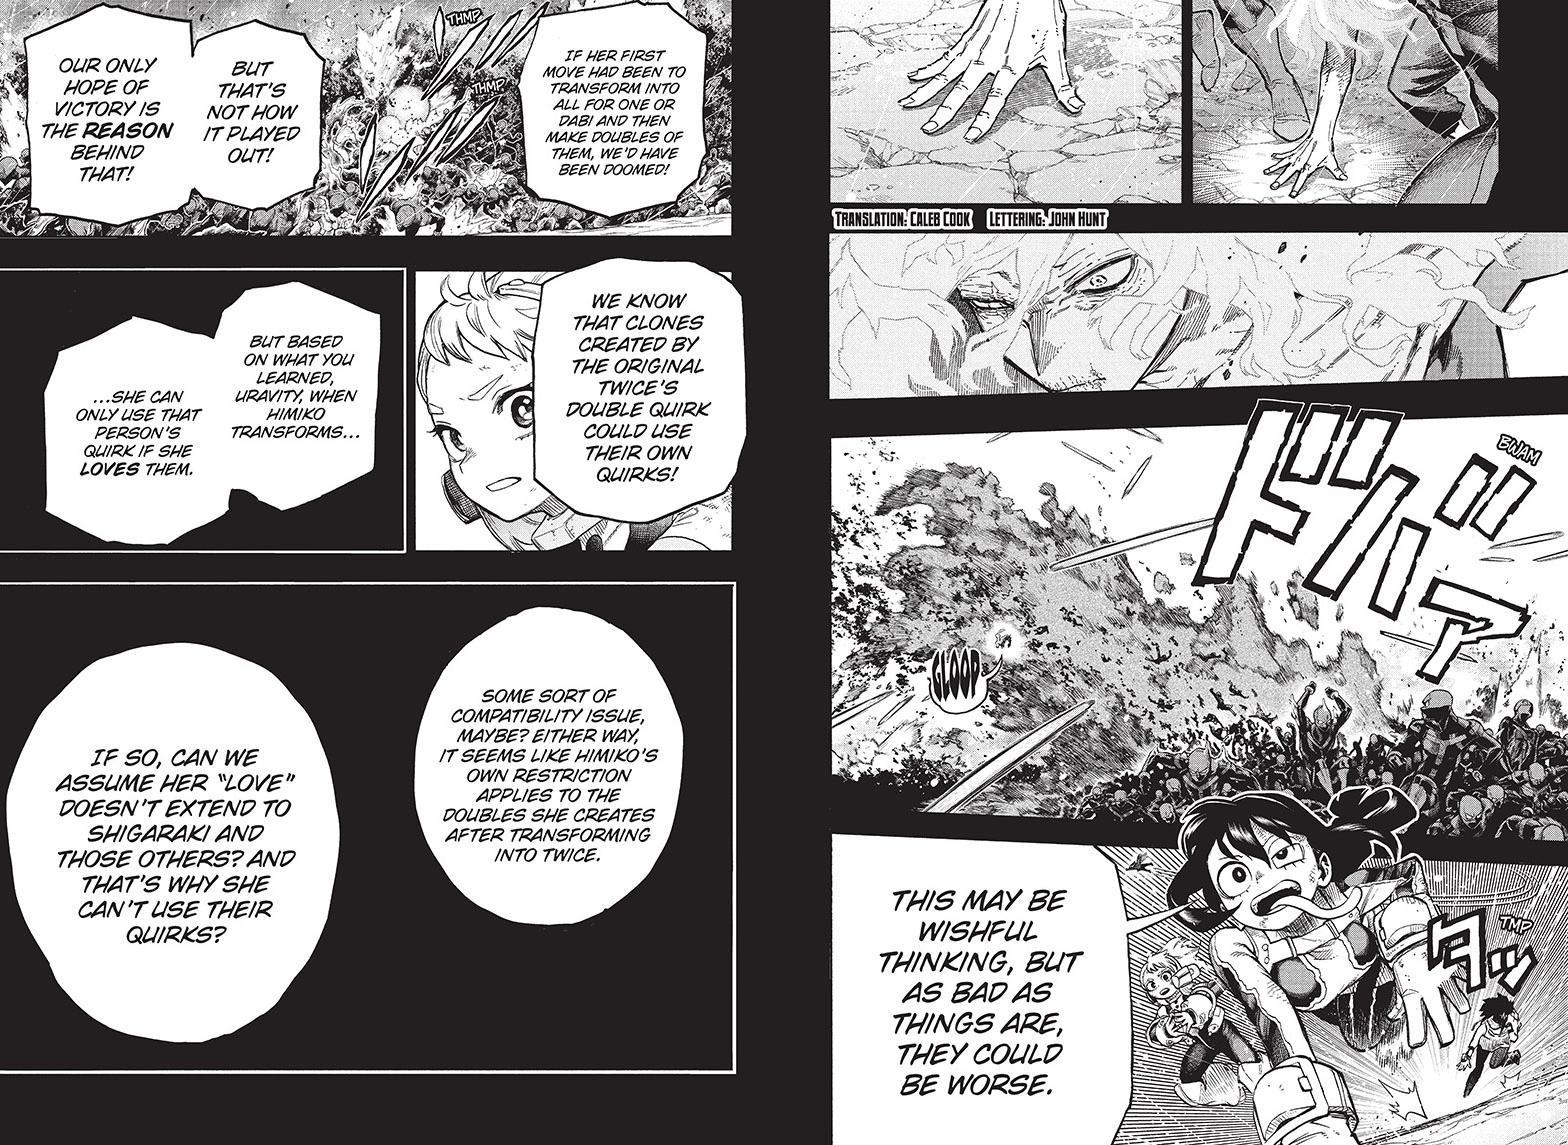 TRANSLATION: CALEB COOK LETTERING: JOHN HUNT
BWAM
ドバァ
GLOOP
THIS MAY BE
WISHFUL
THINKING, BUT
AS BAD AS
THINGS ARE,
THEY COULD
BE WORSE.
TMP
タッ
IF HER FIRST
MOVE HAD BEEN TO
TRANSFORM INTO
ALL FOR ONE OR
DABI AND THEN
MAKE DOUBLES OF
THEM, WE'D HAVE
BEEN DOOMED!
THMP
THMP
BUT
THAT'S
NOT HOW
IT PLAYED
OUT!
OUR ONLY
HOPE OF
VICTORY IS
THE REASON
BEHIND
THAT!
WE KNOW
THAT CLONES
CREATED BY
THE ORIGINAL
TWICE'S
DOUBLE QUIRK
COULD USE
THEIR OWN
QUIRKS!
BUT BASED
ON WHAT YOU
LEARNED,
URAVITY, WHEN
HIMIKO
TRANSFORMS...
...SHE CAN
ONLY USE THAT
PERSON'S
QUIRK IF SHE
LOVES THEM.
SOME SORT OF
COMPATIBILITY ISSUE,
MAYBE? EITHER WAY,
IT SEEMS LIKE HIMIKO'S
OWN RESTRICTION
APPLIES TO THE
DOUBLES SHE CREATES
AFTER TRANSFORMING
INTO TWICE.
IF SO, CAN WE
ASSUME HER "LOVE"
DOESN'T EXTEND TO
SHIGARAKI AND
THOSE OTHERS? AND
THAT'S WHY SHE
CAN'T USE THEIR
QUIRKS?